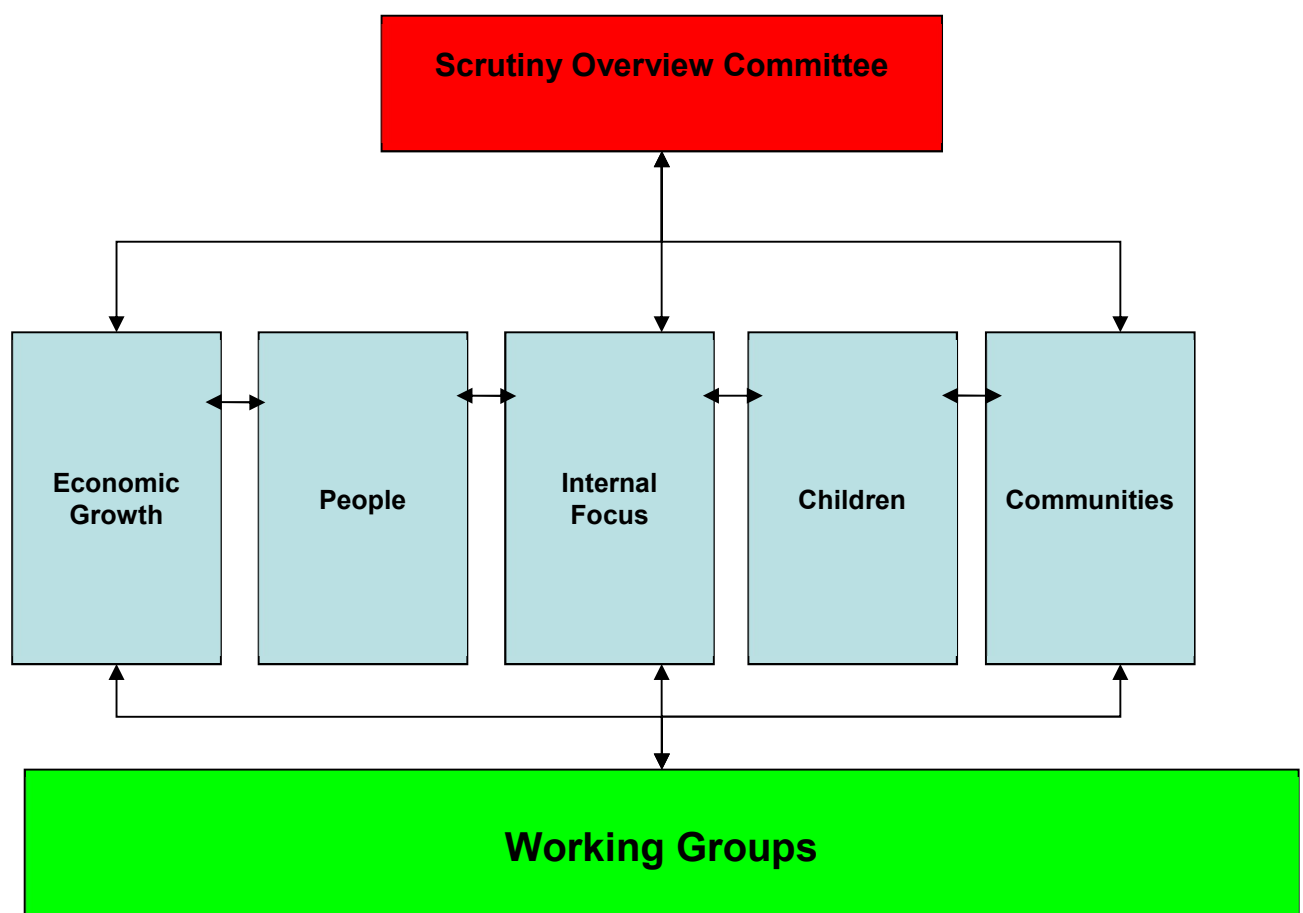 Scrutiny Overview Committee
Economic
Growth
People
Internal
Focus
Children
Communities
Working Groups